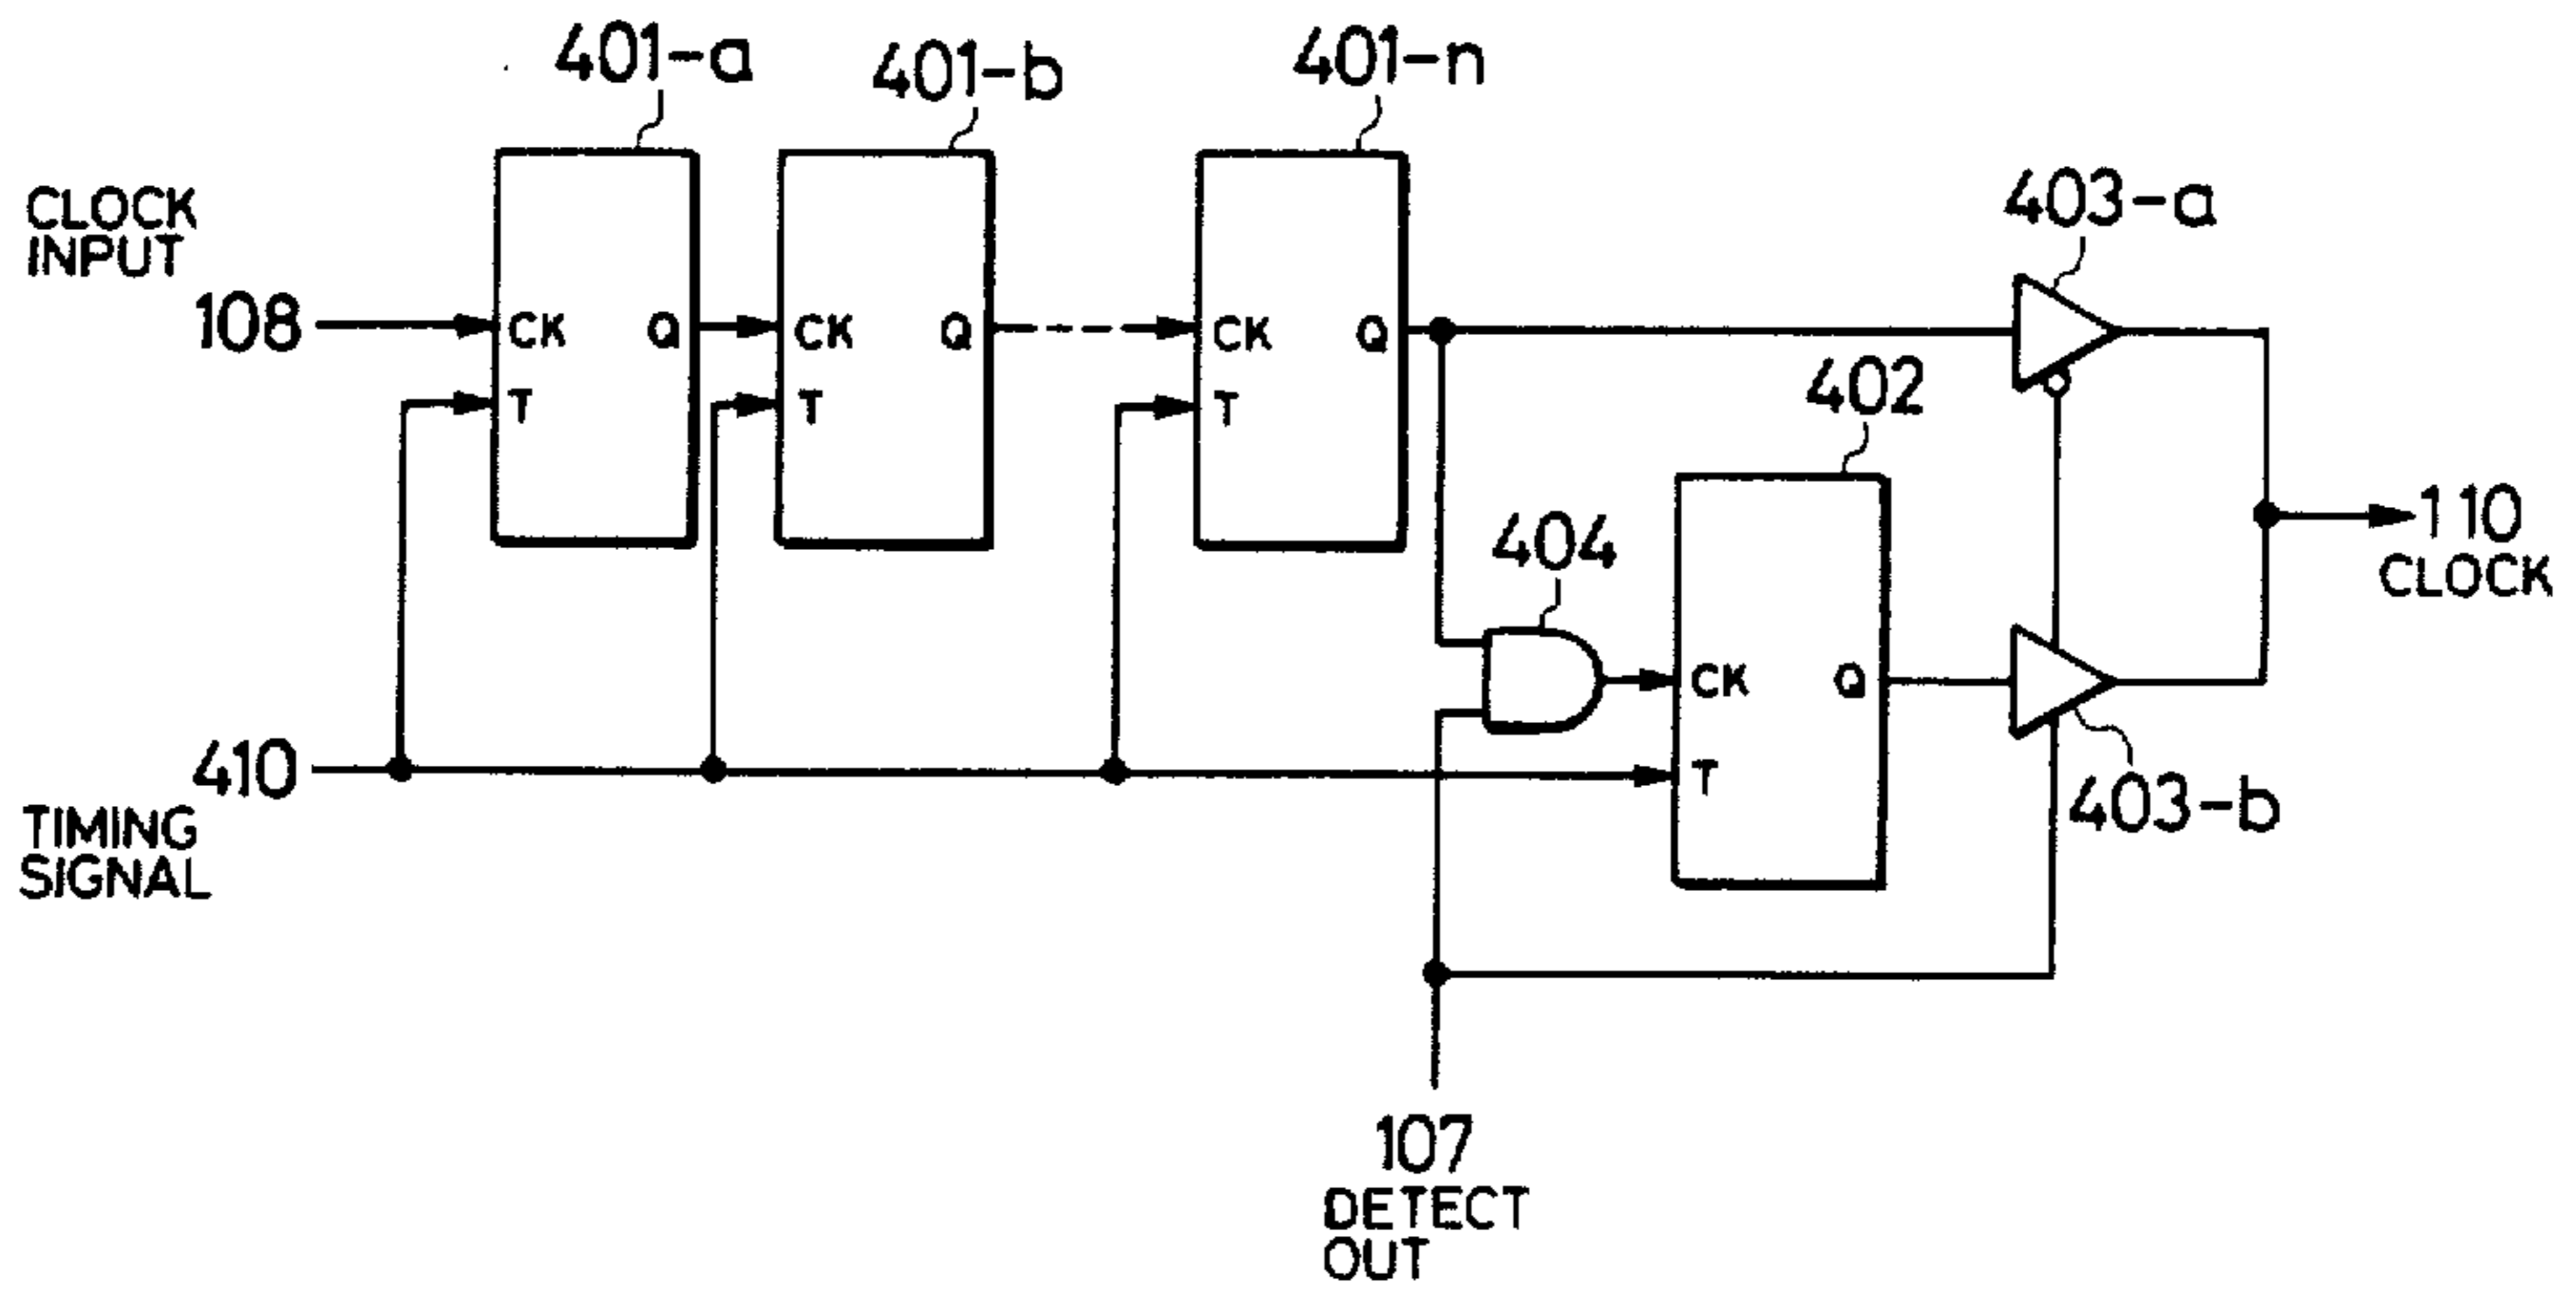 401-a
401-b
401-n
403-a
CLOCK
INPUT
108
CK
Q
CK
Q
CK
Q
T
T
T
402
404
110
CLOCK
CK
Q
T
410
TIMING
SIGNAL
403-b
107
DETECT
OUT